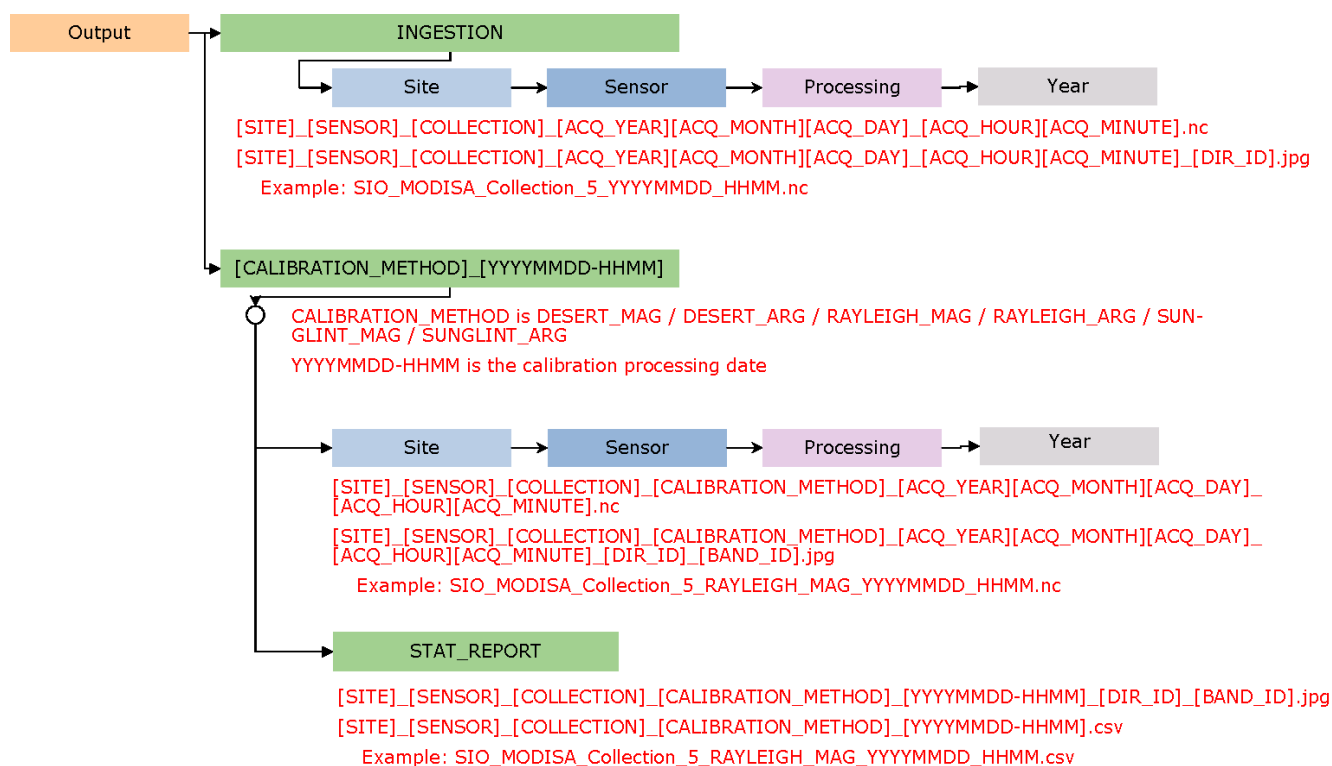 Output
INGESTION
Site
Sensor
Processing
Year
[SITE]_[SENSOR]_[COLLECTION]_[ACQ_YEAR][ACQ_MONTH][ACQ_DAY]_[ACQ_HOUR][ACQ_MINUTE].nc
[SITE]_[SENSOR]_[COLLECTION]_[ACQ_YEAR][ACQ_MONTH][ACQ_DAY]_[ACQ_HOUR][ACQ_MINUTE]_[DIR_ID].jpg
Example: SIO_MODISA_Collection_5_YYYYMMDD_HHMM.nc
[CALIBRATION_METHOD]_[YYYYMMDD-HHMM]
CALIBRATION_METHOD is DESERT_MAG / DESERT_ARG / RAYLEIGH_MAG / RAYLEIGH_ARG / SUN-
GLINT_MAG / SUNGLINT_ARG
YYYYMMDD-HHMM is the calibration processing date
Site
Sensor
Processing
Year
[SITE]_[SENSOR]_[COLLECTION]_[CALIBRATION_METHOD]_[ACQ_YEAR][ACQ_MONTH][ACQ_DAY]_
[ACQ_HOUR][ACQ_MINUTE].nc
[SITE]_[SENSOR]_[COLLECTION]_[CALIBRATION_METHOD]_[ACQ_YEAR][ACQ_MONTH][ACQ_DAY]_
[ACQ_HOUR][ACQ_MINUTE]_[DIR_ID]_[BAND_ID].jpg
Example: SIO_MODISA_Collection_5_RAYLEIGH_MAG_YYYYMMDD_HHMM.nc
STAT_REPORT
[SITE]_[SENSOR]_[COLLECTION]_[CALIBRATION_METHOD]_[YYYYMMDD-HHMM]_[DIR_ID]_[BAND_ID].jpg
[SITE]_[SENSOR]_[COLLECTION]_[CALIBRATION_METHOD]_[YYYYMMDD-HHMM].csv
Example: SIO_MODISA_Collection_5_RAYLEIGH_MAG_YYYYMMDD_HHMM.csv